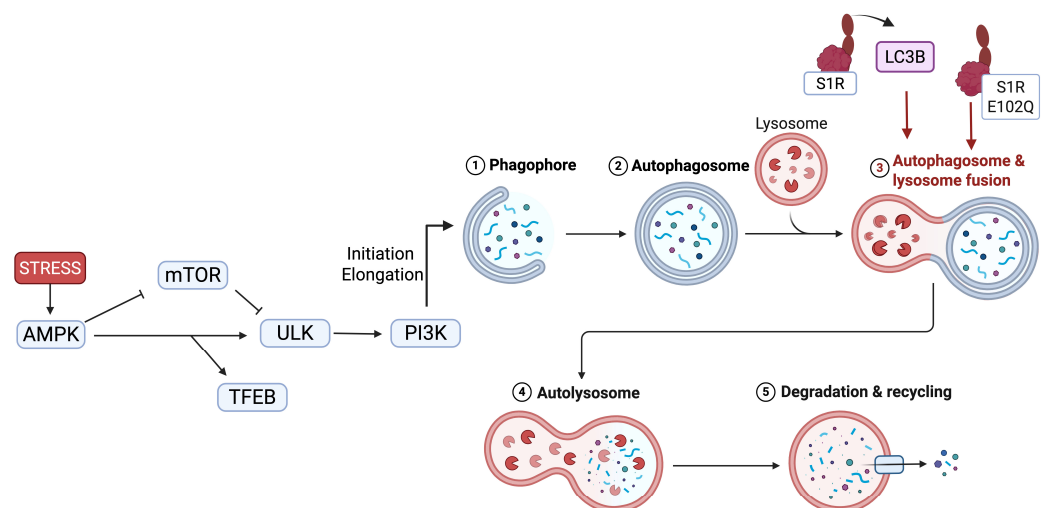 S1R
LC3B
S1R
E102Q
Lysosome
1 Phagophore
2 Autophagosome
3 Autophagosome &
lysosome fusion
Initiation
Elongation
STRESS
mTOR
AMPK
ULK
PI3K
TFEB
4 Autolysosome
5 Degradation & recycling